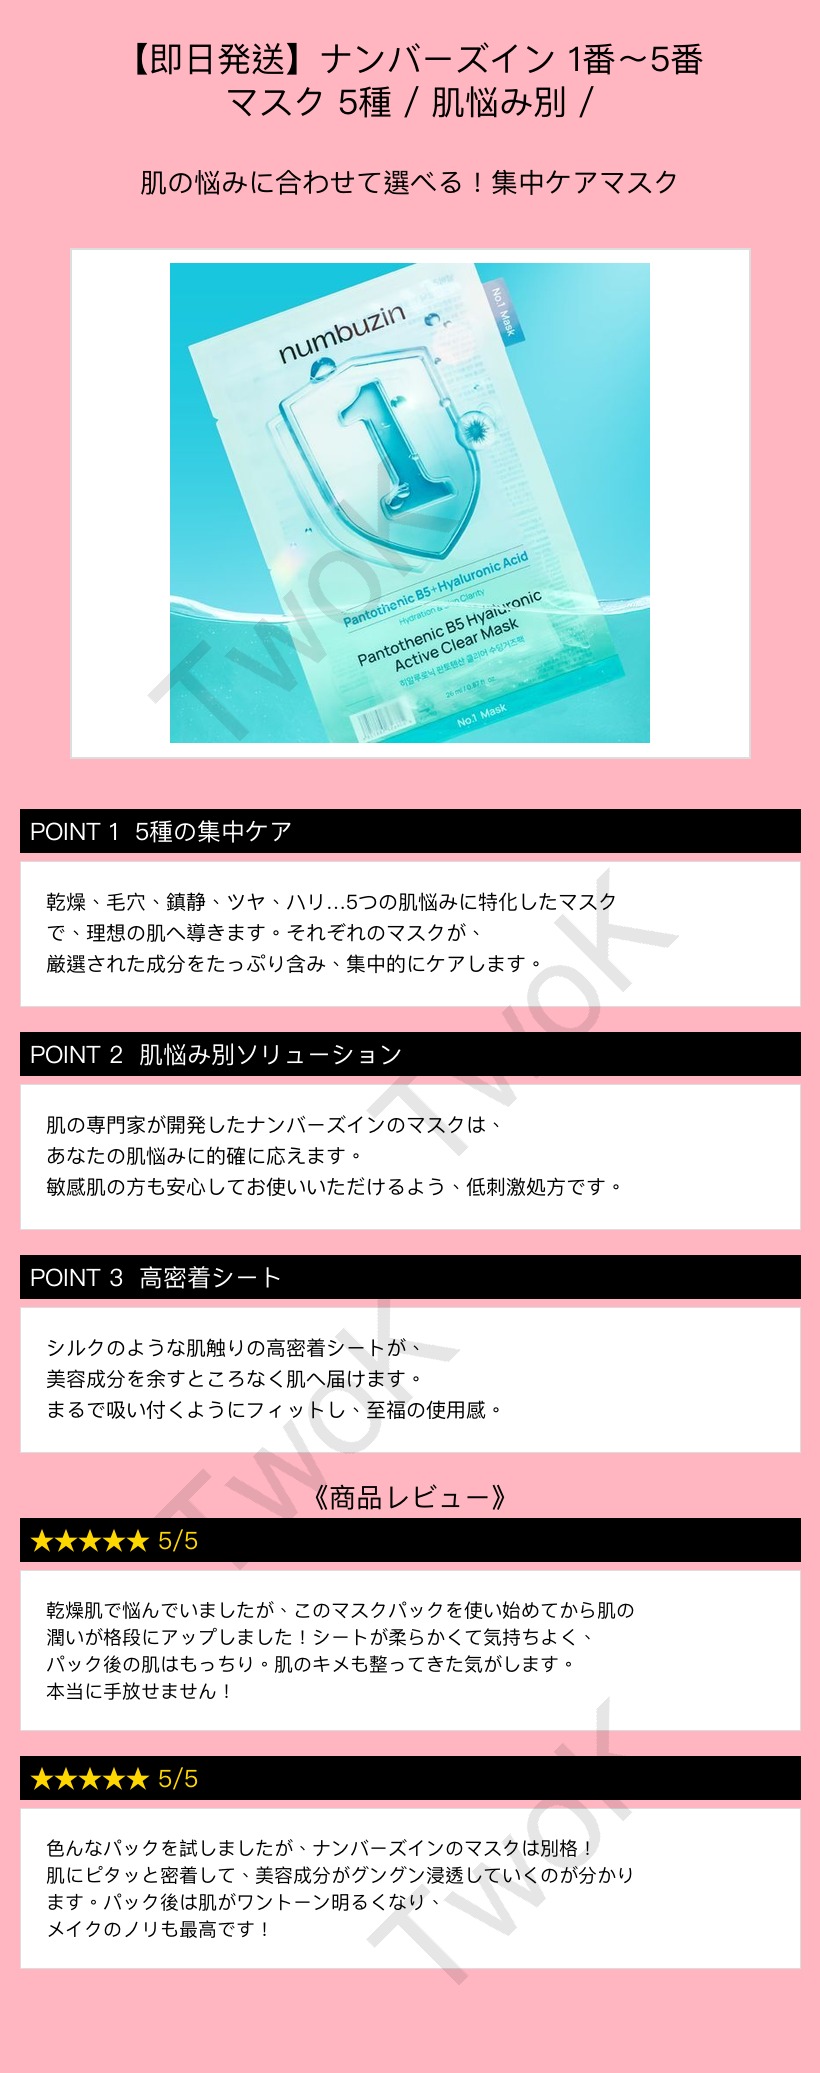 【即日発送】ナンバーズイン 1番～5番
マスク 5種 / 肌悩み別 /
肌の悩みに合わせて選べる！集中ケアマスク
No.1 Mask
numbuzin
1
Pantothenic B5+Hyaluronic Acid
Hydration & Skin Clarity
Pantothenic B5 Hyaluronic
Active Clear Mask
히알루로닉 판토텐산 클리어 수딩거즈팩
26 ml / 0.87 fl. oz.
No.1 Mask
TwoK
POINT 1 5種の集中ケア
乾燥、毛穴、鎮静、ツヤ、ハリ…5つの肌悩みに特化したマスク
で、理想の肌へ導きます。それぞれのマスクが、
厳選された成分をたっぷり含み、集中的にケアします。
TwoK
POINT 2 肌悩み別ソリューション
肌の専門家が開発したナンバーズインのマスクは、
あなたの肌悩みに的確に応えます。
敏感肌の方も安心してお使いいただけるよう、低刺激処方です。
POINT 3 高密着シート
シルクのような肌触りの高密着シートが、
美容成分を余すところなく肌へ届けます。
まるで吸い付くようにフィットし、至福の使用感。
TwoK
《商品レビュー》
★★★★★ 5/5
乾燥肌で悩んでいましたが、このマスクパックを使い始めてから肌の
潤いが格段にアップしました！シートが柔らかくて気持ちよく、
パック後の肌はもっちり。肌のキメも整ってきた気がします。
本当に手放せません！
★★★★★ 5/5
色んなパックを試しましたが、ナンバーズインのマスクは別格！
肌にピタッと密着して、美容成分がグングン浸透していくのが分かり
ます。パック後は肌がワントーン明るくなり、
メイクのノリも最高です！
TwoK